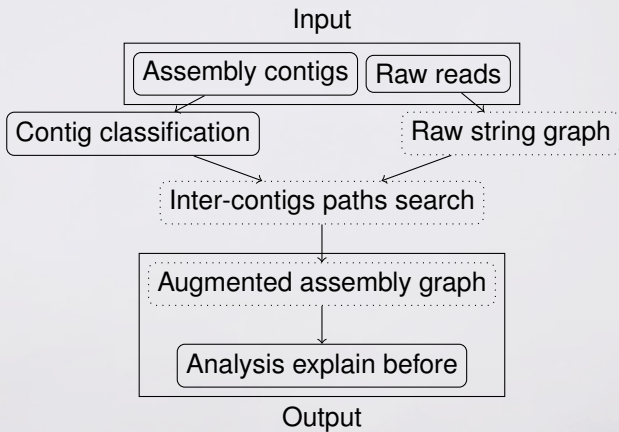 Input
Assembly contigs
Raw reads
Contig classification
Raw string graph
Inter-contigs paths search
Augmented assembly graph
Analysis explain before
Output